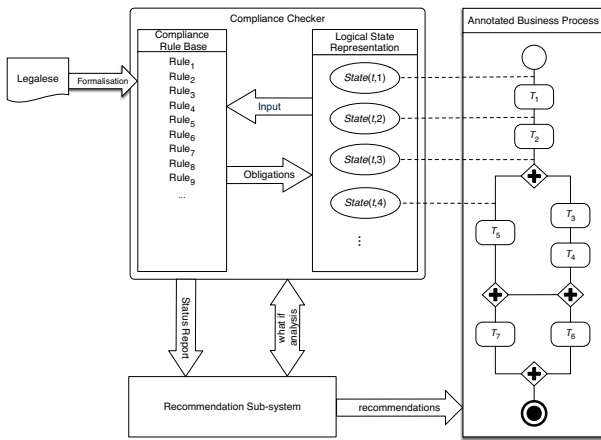 Compliance Checker
Annotated Business Process
Compliance
Rule Base
Logical State
Representation
Legalese
Formalisation
Rule1
Rule2
Rule3
Rule4
Rule5
Rule6
Rule7
Rule8
Rule9
...
Input
Obligations
State(t,1)
State(t,2)
State(t,3)
State(t,4)
...
T1
T2
T3
T5
T4
T7
T6
Status Report
what if
analysis
Recommendation Sub-system
recommendations